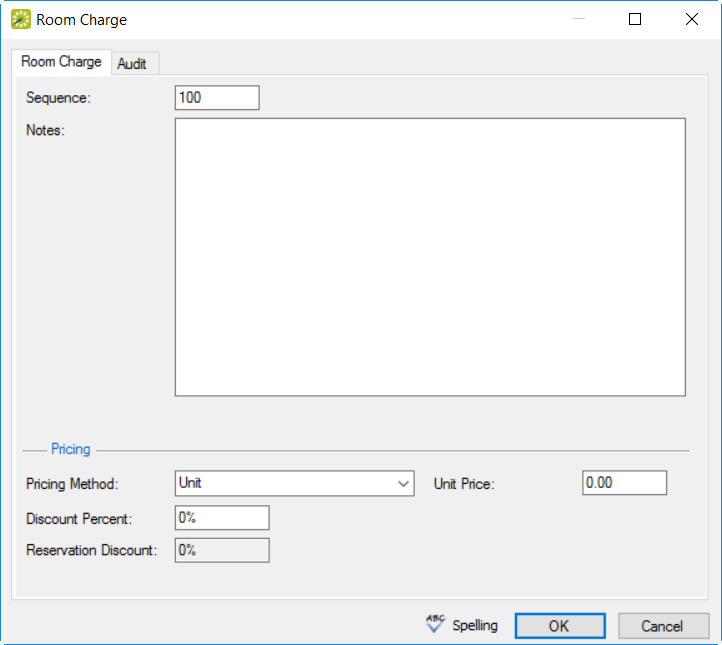 Room Charge
Room Charge Audit
Sequence: 100
Notes:
Pricing
Pricing Method: Unit Unit Price: 0.00
Discount Percent: 0%
Reservation Discount: 0%
ABC Spelling OK Cancel